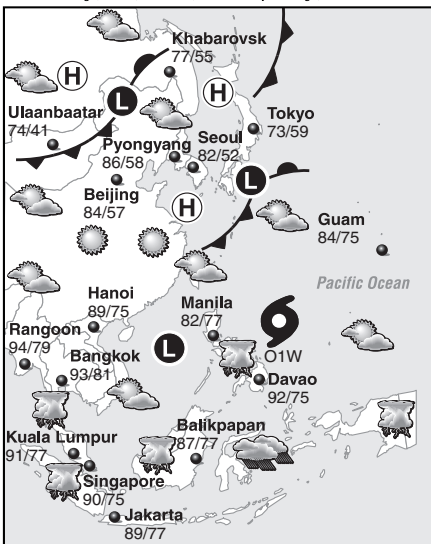 Khabarovsk
77/55
H
H
L
Ulaanbaatar
74/41
Tokyo
73/59
Pyongyang
86/58
Seoul
82/52
L
Beijing
84/57
H
Guam
84/75
Pacific Ocean
Hanoi
89/75
Manila
82/77
Rangoon
94/79
L
O1W
Bangkok
93/81
Davao
92/75
Balikpapan
87/77
Kuala Lumpur
91/77
Singapore
90/75
Jakarta
89/77